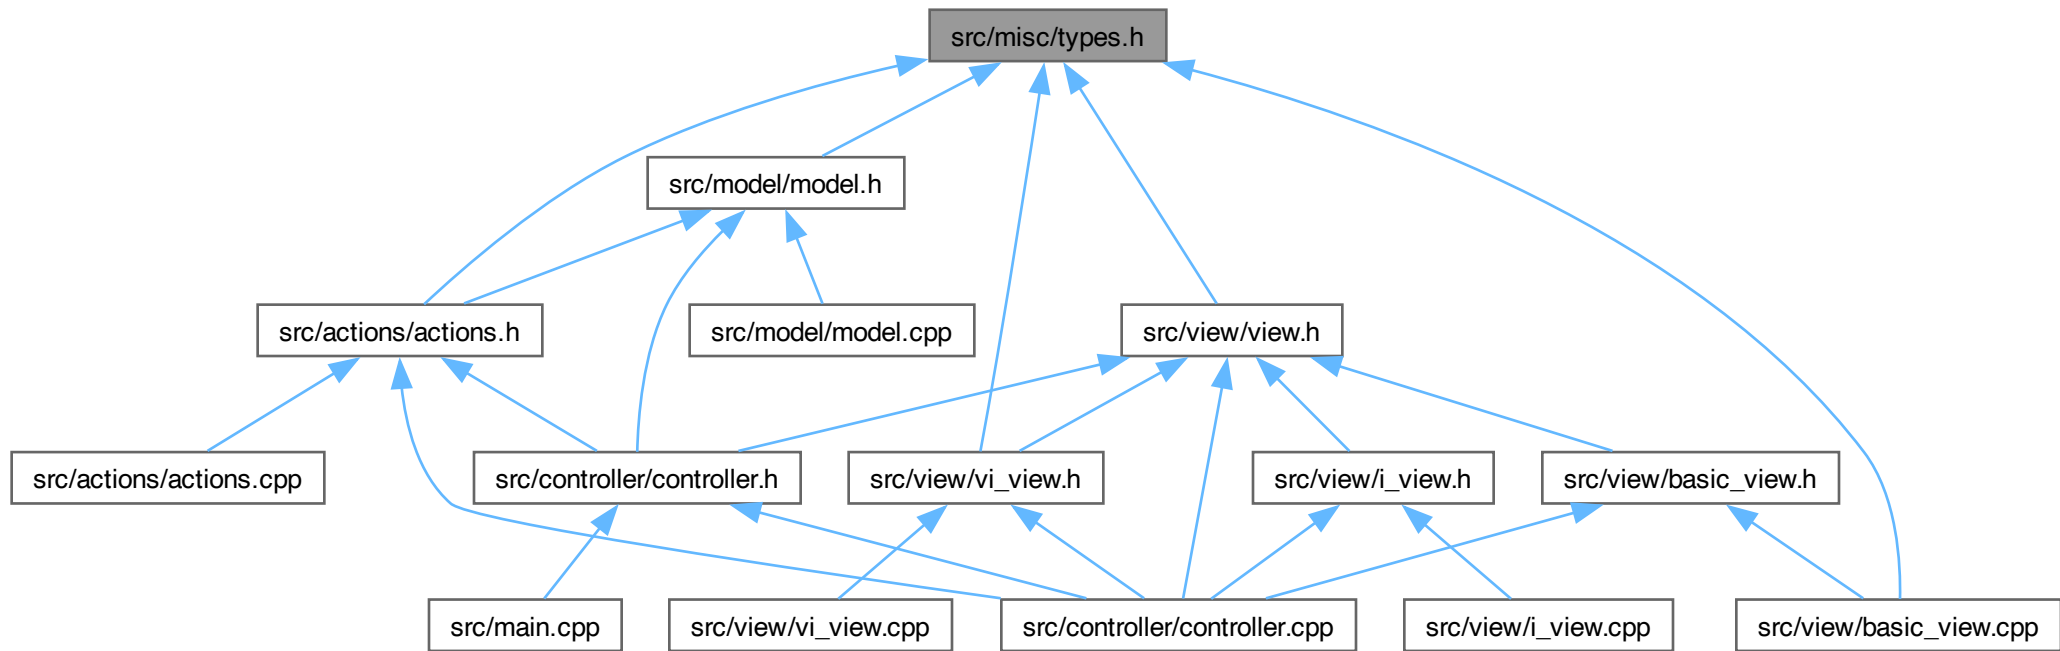 src/misc/types.h
src/model/model.h
src/actions/actions.h
src/model/model.cpp
src/view/view.h
src/actions/actions.cpp
src/controller/controller.h
src/view/vi_view.h
src/view/i_view.h
src/view/basic_view.h
src/main.cpp
src/view/vi_view.cpp
src/controller/controller.cpp
src/view/i_view.cpp
src/view/basic_view.cpp